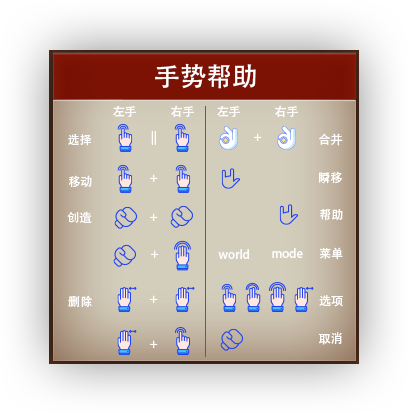 手势帮助
左手 右手 左手 右手
选择 || + 合并
移动 + 瞬移
创造 + 帮助
+ world mode 菜单
删除 + 选项
+ 取消